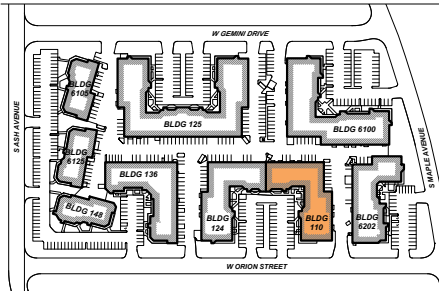 W GEMINI DRIVE
S ASH AVENUE
BLDG
6105
BLDG 125
BLDG 6100
BLDG
6125
S MAPLE AVENUE
BLDG 136
BLDG 148
BLDG
124
BLDG
110
BLDG
6202
W ORION STREET